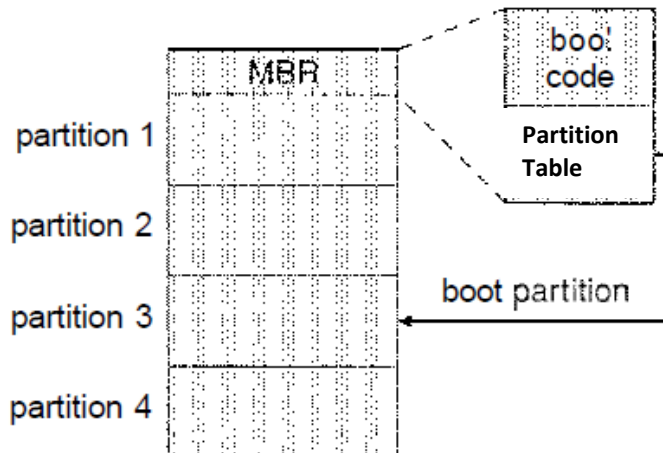 MBR
boot
code
partition 1
Partition
Table
partition 2
boot partition
partition 3
partition 4